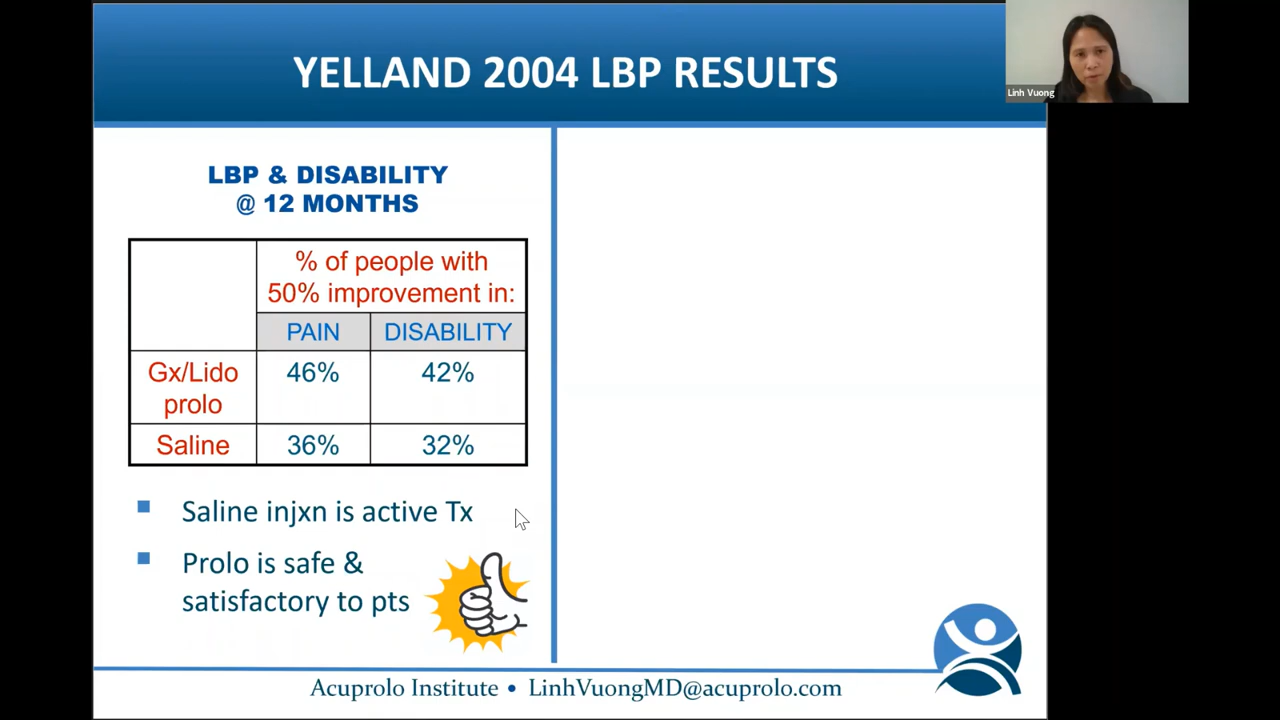 YELLAND 2004 LBP RESULTS
Linh Vuong
LBP & DISABILITY
@ 12 MONTHS
% of people with
50% improvement in:
PAIN DISABILITY
Gx/Lido
prolo
46% 42%
Saline 36% 32%
Saline injxn is active Tx
Prolo is safe &
satisfactory to pts
Acuprolo Institute • LinhVuongMD@acuprolo.com